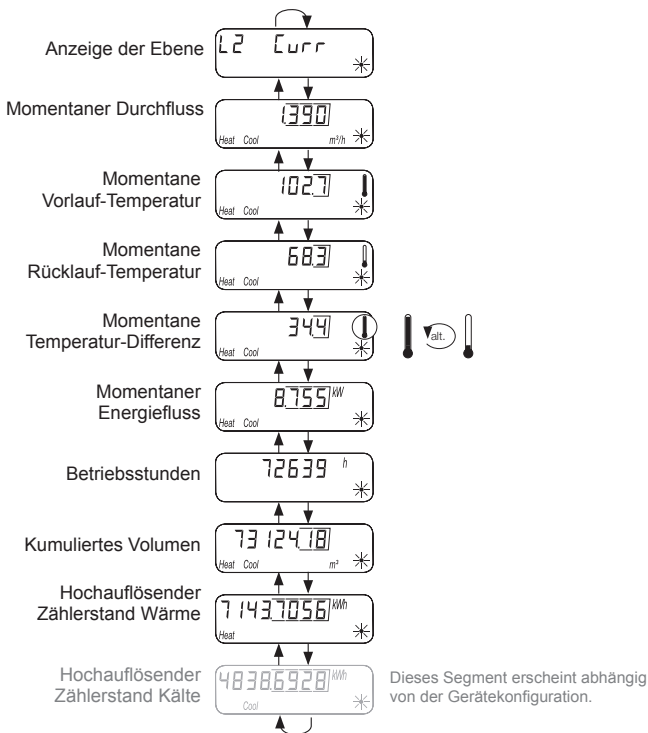 Anzeige der Ebene
L2 Curr
Momentaner Durchfluss
1.390
Heat Cool m³/h
Momentane
Vorlauf-Temperatur
102.7
Heat Cool
Momentane
Rücklauf-Temperatur
68.3
Heat Cool
Momentane
Temperatur-Differenz
34.4
Heat Cool
alt.
Momentaner
Energiefluss
8.755 kW
Heat Cool
Betriebsstunden
72639 h
Kumuliertes Volumen
73124.18
Heat Cool m³
Hochauflösender
Zählerstand Wärme
7143.7056 kWh
Heat
Hochauflösender
Zählerstand Kälte
4838.6928 kWh
Cool
Dieses Segment erscheint abhängig
von der Gerätekonfiguration.